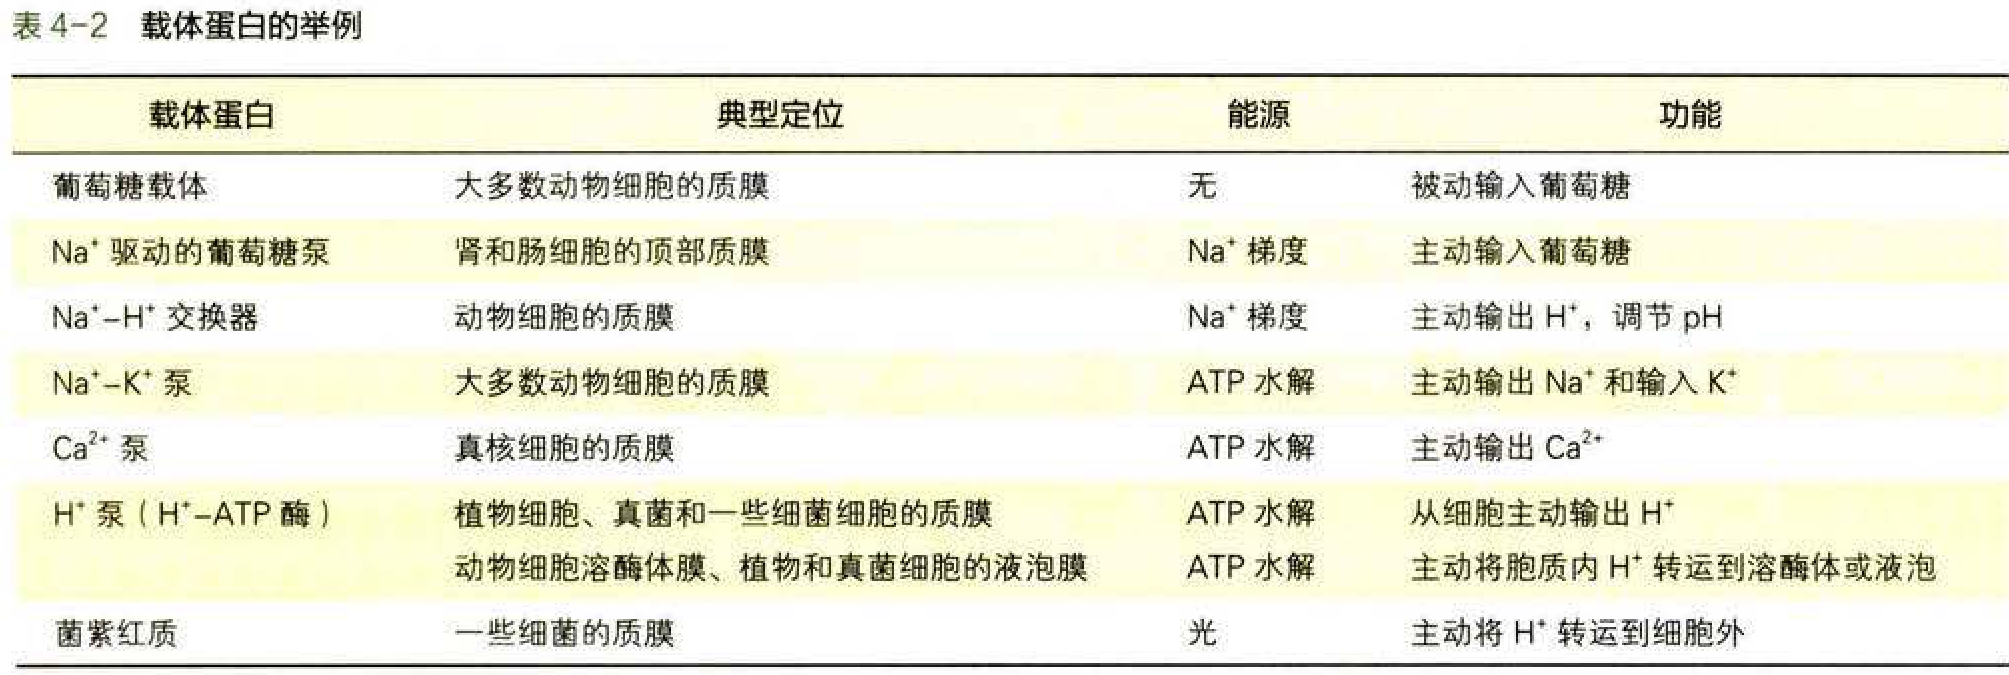 表 4-2 载体蛋白的举例
载体蛋白 典型定位 能源 功能
葡萄糖载体 大多数动物细胞的质膜 无 被动输入葡萄糖
Na⁺ 驱动的葡萄糖泵 肾和肠细胞的顶部质膜 Na⁺ 梯度 主动输入葡萄糖
Na⁺-H⁺ 交换器 动物细胞的质膜 Na⁺ 梯度 主动输出 H⁺，调节 pH
Na⁺-K⁺ 泵 大多数动物细胞的质膜 ATP 水解 主动输出 Na⁺ 和输入 K⁺
Ca²⁺ 泵 真核细胞的质膜 ATP 水解 主动输出 Ca²⁺
H⁺ 泵（H⁺-ATP 酶） 植物细胞、真菌和一些细菌细胞的质膜 ATP 水解 从细胞主动输出 H⁺
动物细胞溶酶体膜、植物和真菌细胞的液泡膜 ATP 水解 主动将胞质内 H⁺ 转运到溶酶体或液泡
菌紫红质 一些细菌的质膜 光 主动将 H⁺ 转运到细胞外